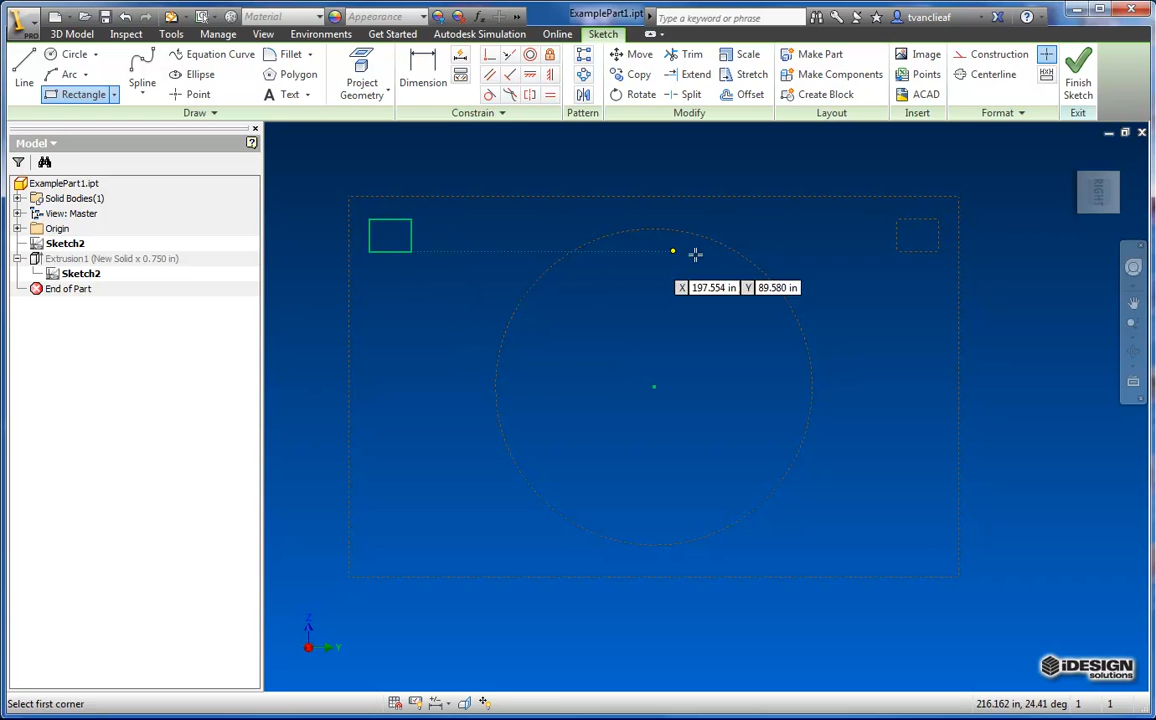 Material
Appearance
fx
ExamplePart1.ipt
Type a keyword or phrase
tvanclieaf
PRO
3D Model
Inspect
Tools
Manage
View
Environments
Get Started
Autodesk Simulation
Online
Sketch
Line
Circle
Arc
Rectangle
Spline
Equation Curve
Ellipse
Point
Fillet
Polygon
Text
Project Geometry
Dimension
Move
Copy
Rotate
Trim
Extend
Split
Scale
Stretch
Offset
Make Part
Make Components
Create Block
Image
Points
ACAD
Construction
Centerline
Finish Sketch
Draw
Constrain
Pattern
Modify
Layout
Insert
Format
Exit
Model
ExamplePart1.ipt
Solid Bodies(1)
View: Master
Origin
Sketch2
Extrusion1 (New Solid x 0.750 in)
Sketch2
End of Part
RIGHT
X 197.554 in Y 89.580 in
Z
Y
iDESIGN
solutions
Select first corner
216.162 in, 24.41 deg 1 1